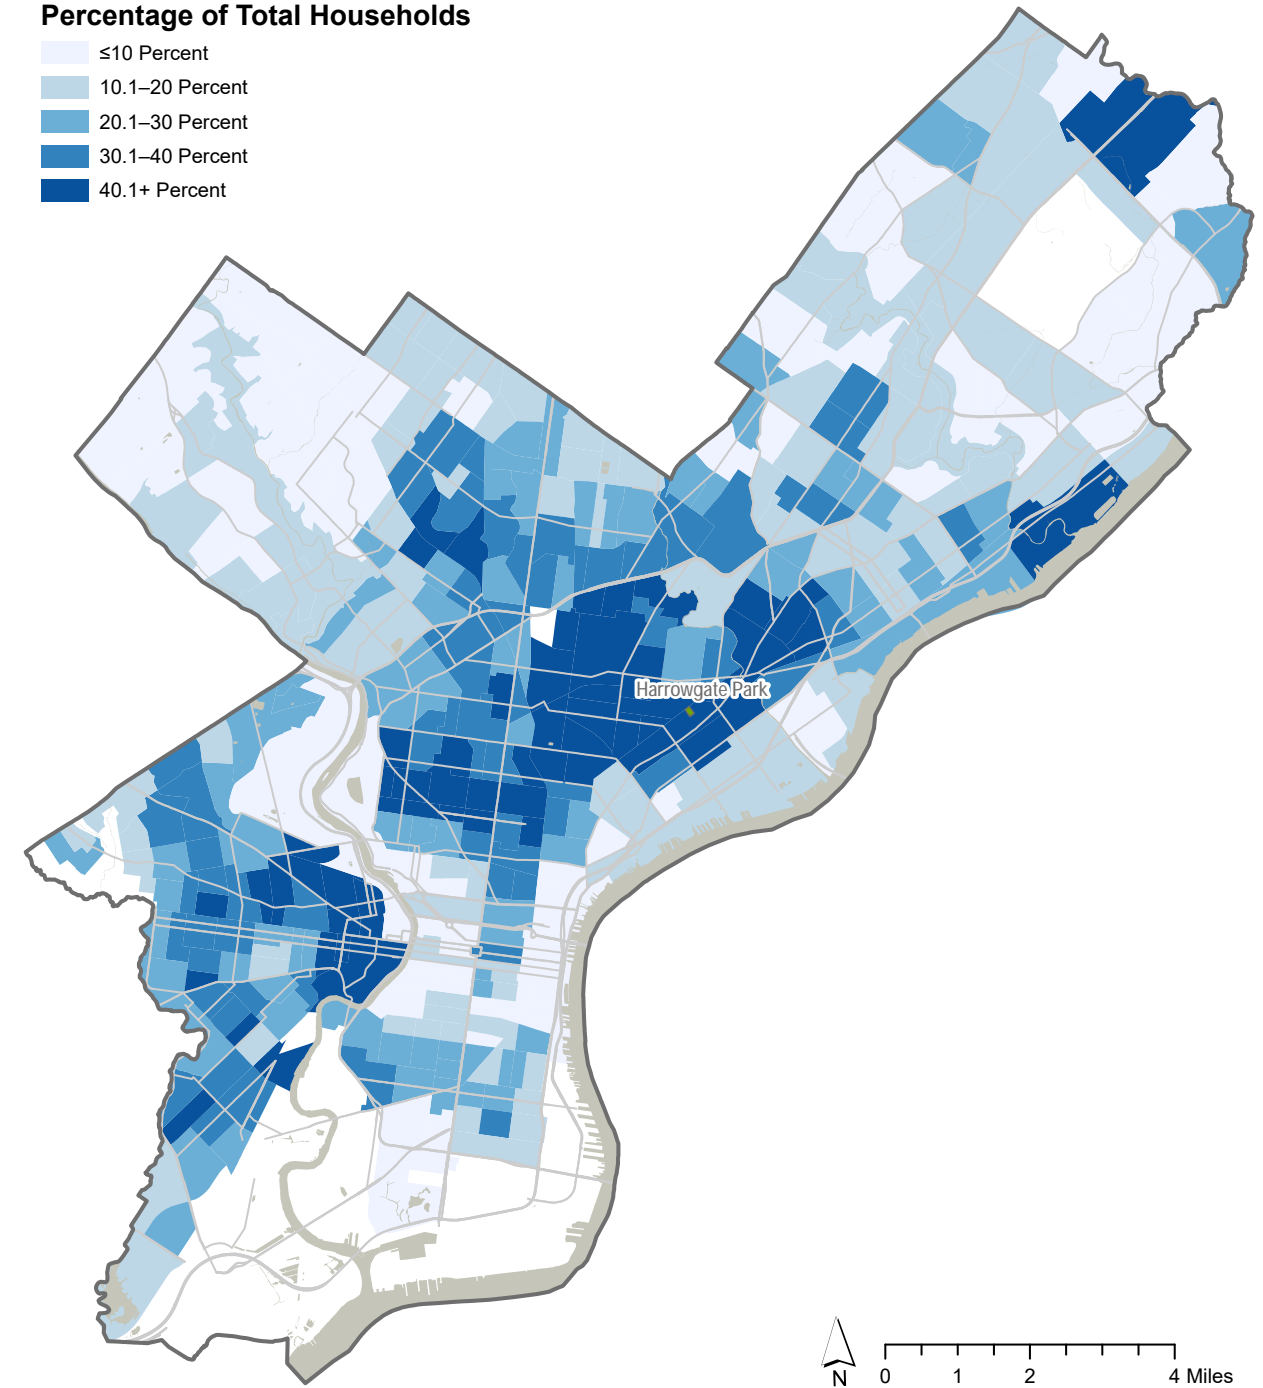 Percentage of Total Households
≤10 Percent
10.1–20 Percent
20.1–30 Percent
30.1–40 Percent
40.1+ Percent
Harrowgate Park
N
0 1 2 4 Miles